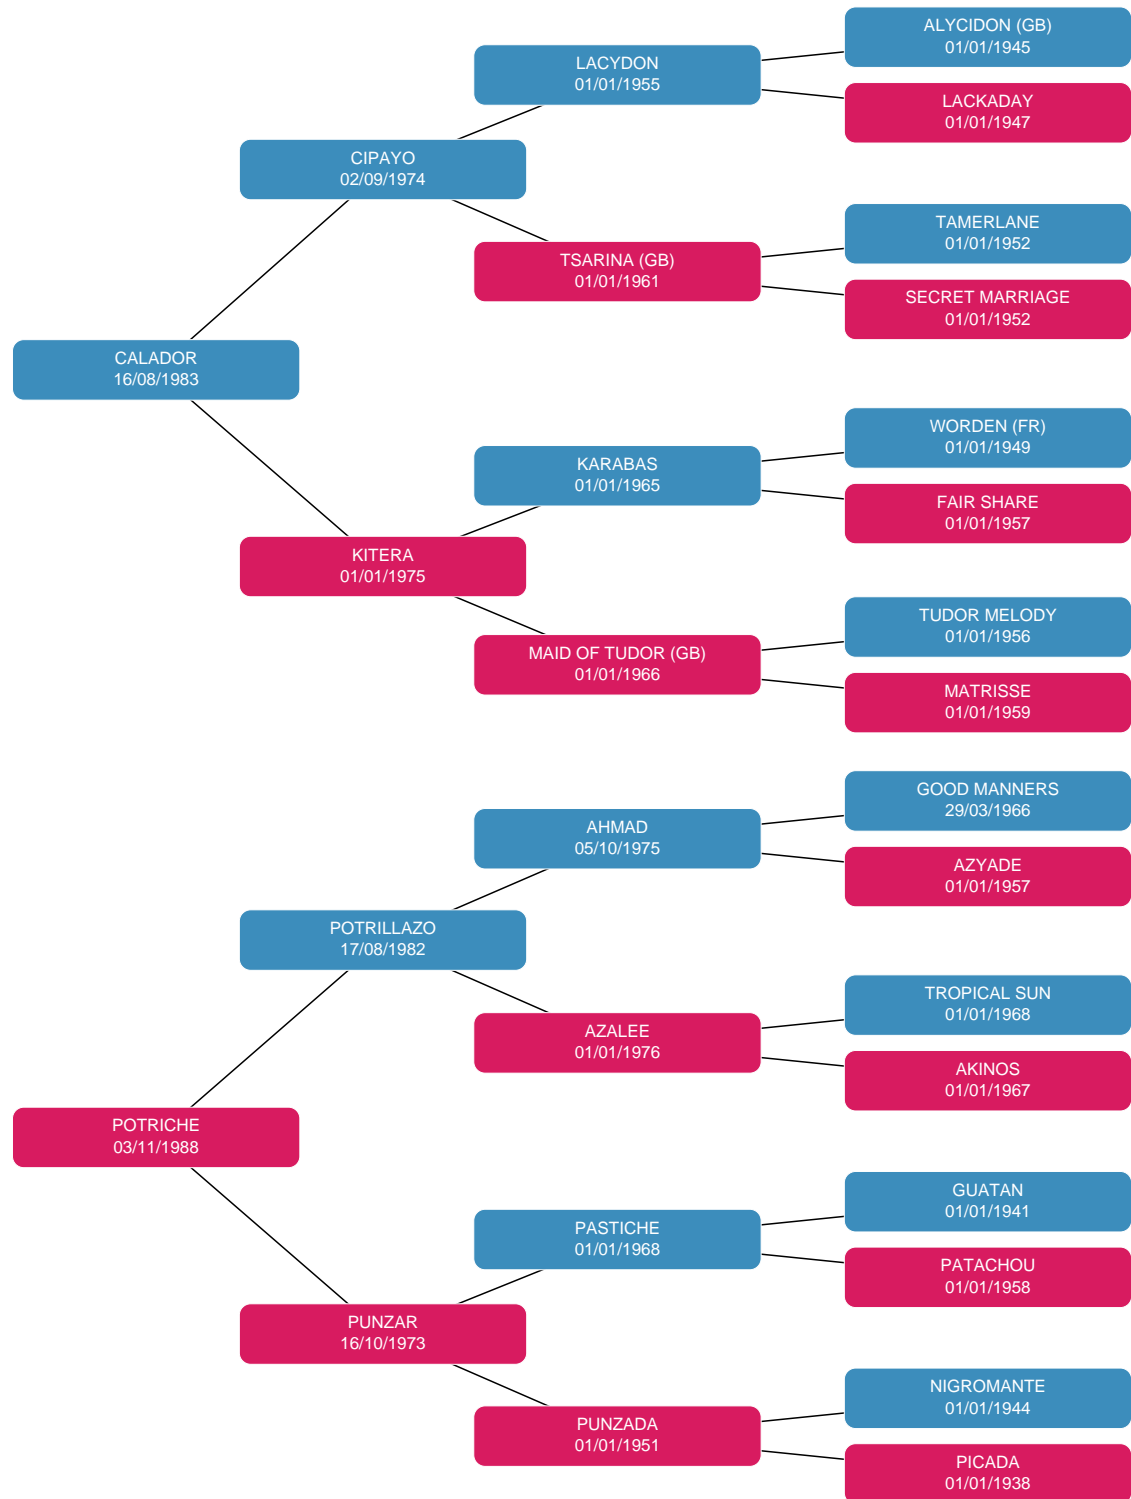 ALYCIDON (GB)
01/01/1945
LACYDON
01/01/1955
LACKADAY
01/01/1947
CIPAYO
02/09/1974
TAMERLANE
01/01/1952
TSARINA (GB)
01/01/1961
SECRET MARRIAGE
01/01/1952
CALADOR
16/08/1983
WORDEN (FR)
01/01/1949
KARABAS
01/01/1965
FAIR SHARE
01/01/1957
KITERA
01/01/1975
TUDOR MELODY
01/01/1956
MAID OF TUDOR (GB)
01/01/1966
MATRISSE
01/01/1959
GOOD MANNERS
29/03/1966
AHMAD
05/10/1975
AZYADE
01/01/1957
POTRILLAZO
17/08/1982
TROPICAL SUN
01/01/1968
AZALEE
01/01/1976
AKINOS
01/01/1967
POTRICHE
03/11/1988
GUATAN
01/01/1941
PASTICHE
01/01/1968
PATACHOU
01/01/1958
PUNZAR
16/10/1973
NIGROMANTE
01/01/1944
PUNZADA
01/01/1951
PICADA
01/01/1938